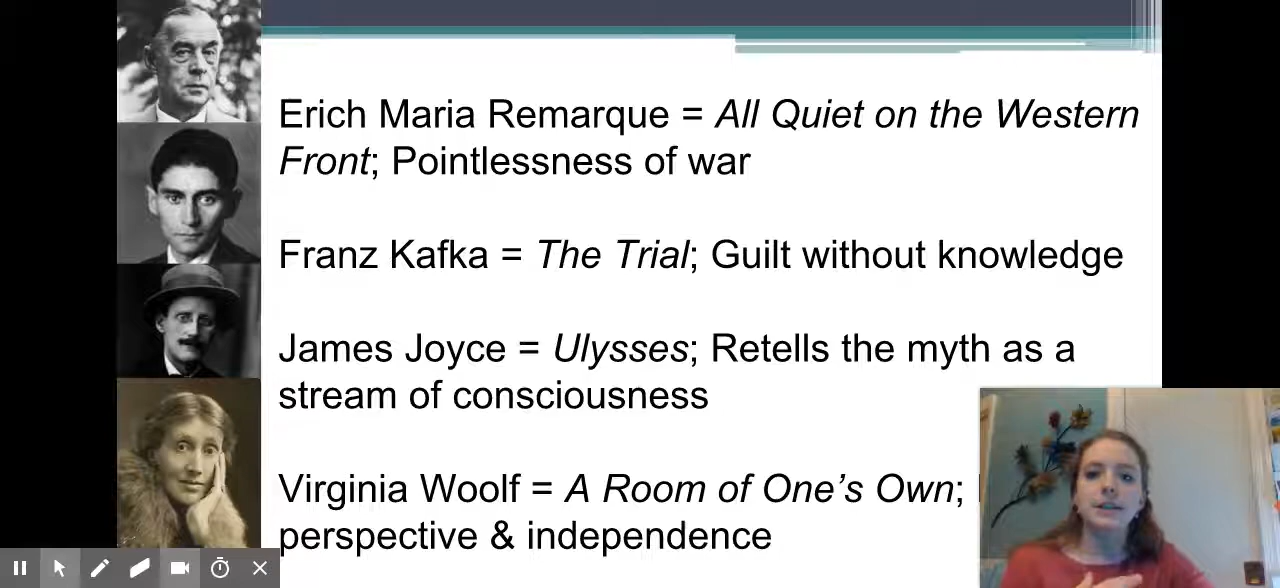 Erich Maria Remarque = All Quiet on the Western
Front; Pointlessness of war
Franz Kafka = The Trial; Guilt without knowledge
James Joyce = Ulysses; Retells the myth as a
stream of consciousness
Virginia Woolf = A Room of One’s Own;
perspective & independence